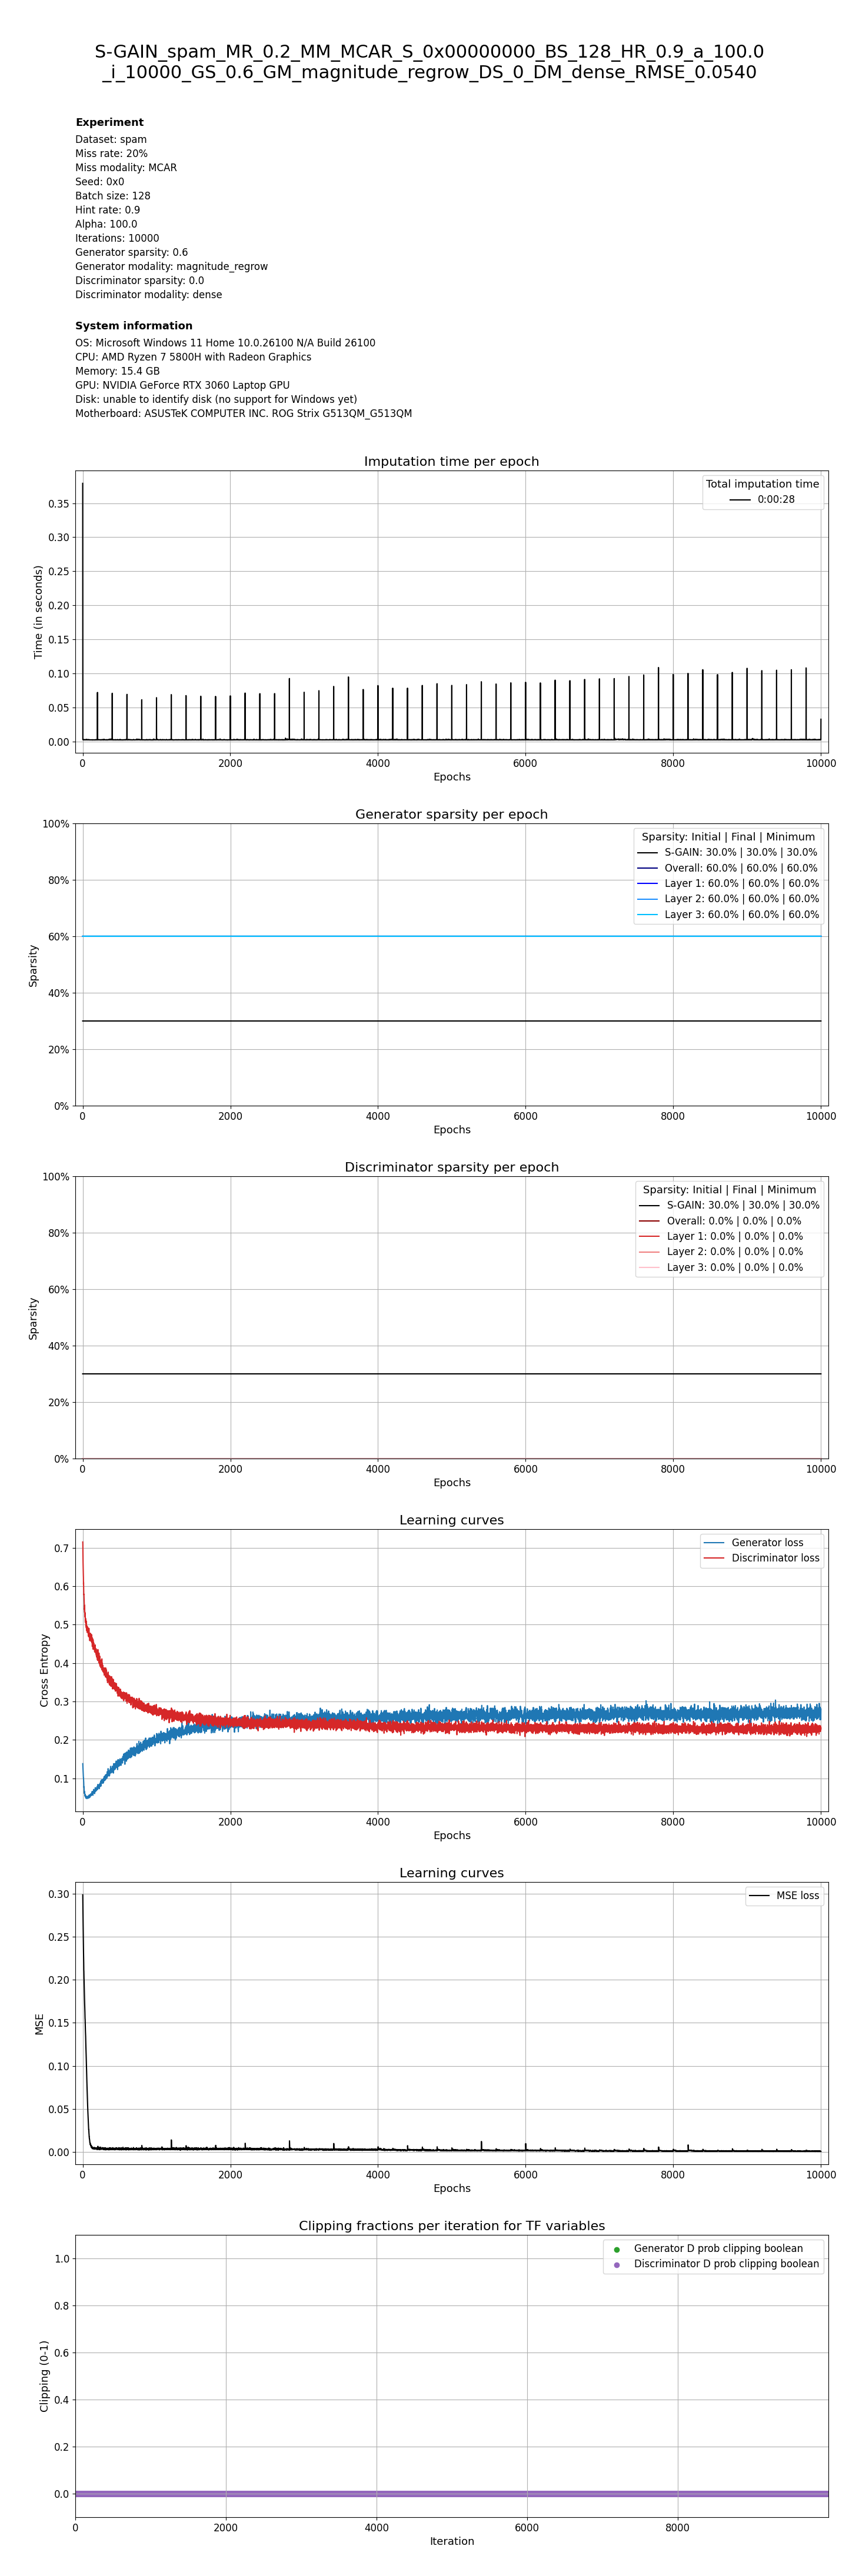 S-GAIN_spam_MR_0.2_MM_MCAR_S_0x00000000_BS_128_HR_0.9_a_100.0
_i_10000_GS_0.6_GM_magnitude_regrow_DS_0_DM_dense_RMSE_0.0540
Experiment
Dataset: spam
Miss rate: 20%
Miss modality: MCAR
Seed: 0x0
Batch size: 128
Hint rate: 0.9
Alpha: 100.0
Iterations: 10000
Generator sparsity: 0.6
Generator modality: magnitude_regrow
Discriminator sparsity: 0.0
Discriminator modality: dense
System information
OS: Microsoft Windows 11 Home 10.0.26100 N/A Build 26100
CPU: AMD Ryzen 7 5800H with Radeon Graphics
Memory: 15.4 GB
GPU: NVIDIA GeForce RTX 3060 Laptop GPU
Disk: unable to identify disk (no support for Windows yet)
Motherboard: ASUSTeK COMPUTER INC. ROG Strix G513QM_G513QM
Imputation time per epoch
Total imputation time
0:00:28
0.35
0.30
0.25
0.20
0.15
0.10
0.05
0.00
Time (in seconds)
0 2000 4000 6000 8000 10000
Epochs
Generator sparsity per epoch
Sparsity: Initial | Final | Minimum
S-GAIN: 30.0% | 30.0% | 30.0%
Overall: 60.0% | 60.0% | 60.0%
Layer 1: 60.0% | 60.0% | 60.0%
Layer 2: 60.0% | 60.0% | 60.0%
Layer 3: 60.0% | 60.0% | 60.0%
100%
80%
60%
40%
20%
0%
Sparsity
0 2000 4000 6000 8000 10000
Epochs
Discriminator sparsity per epoch
Sparsity: Initial | Final | Minimum
S-GAIN: 30.0% | 30.0% | 30.0%
Overall: 0.0% | 0.0% | 0.0%
Layer 1: 0.0% | 0.0% | 0.0%
Layer 2: 0.0% | 0.0% | 0.0%
Layer 3: 0.0% | 0.0% | 0.0%
100%
80%
60%
40%
20%
0%
Sparsity
0 2000 4000 6000 8000 10000
Epochs
Learning curves
Generator loss
Discriminator loss
0.7
0.6
0.5
0.4
0.3
0.2
0.1
Cross Entropy
0 2000 4000 6000 8000 10000
Epochs
Learning curves
MSE loss
0.30
0.25
0.20
0.15
0.10
0.05
0.00
MSE
0 2000 4000 6000 8000 10000
Epochs
Clipping fractions per iteration for TF variables
Generator D prob clipping boolean
Discriminator D prob clipping boolean
1.0
0.8
0.6
0.4
0.2
0.0
Clipping (0-1)
0 2000 4000 6000 8000
Iteration